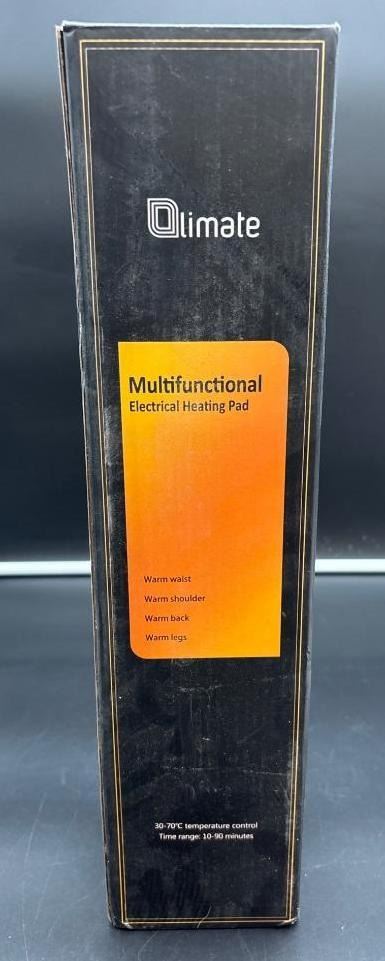 Olimate
Multifunctional
Electrical Heating Pad
Warm waist
Warm shoulder
Warm back
Warm legs
30-70℃ temperature control
Time range: 10-90 minutes